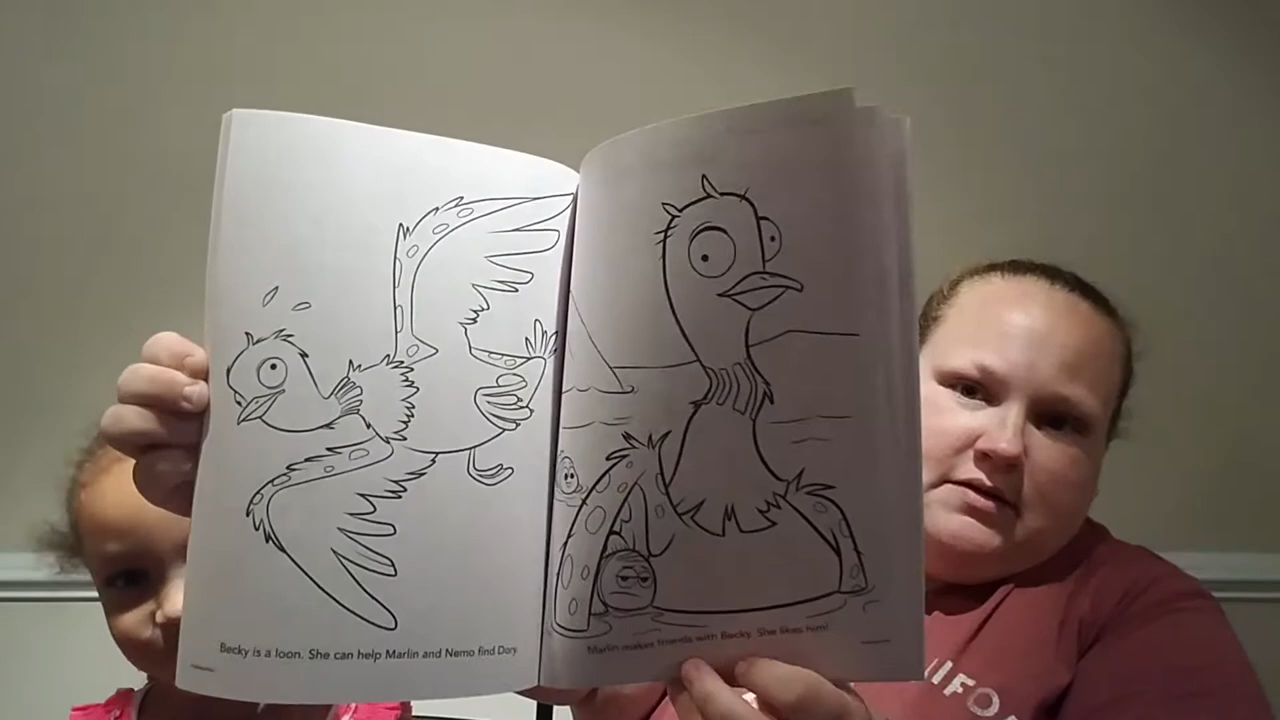 Becky is a loon. She can help Marlin and Nemo find Dory.
Marlin makes friends with Becky. She likes him!
IFO